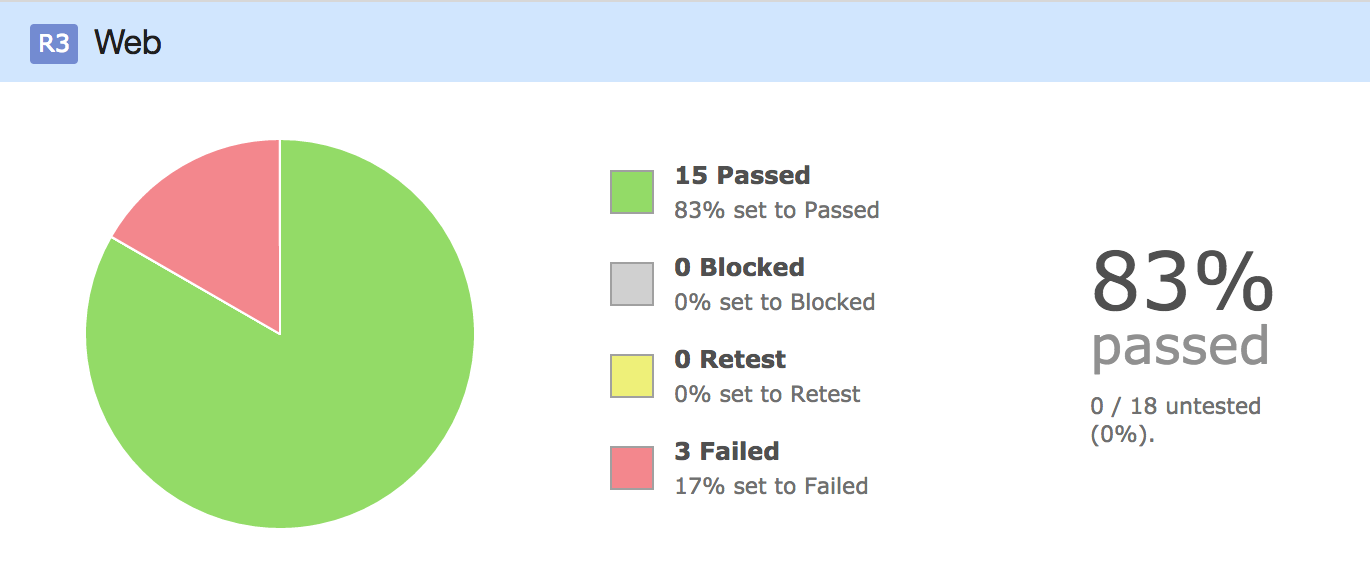 R3 Web
15 Passed
83% set to Passed
0 Blocked
0% set to Blocked
0 Retest
0% set to Retest
3 Failed
17% set to Failed
83%
passed
0 / 18 untested
(0%).